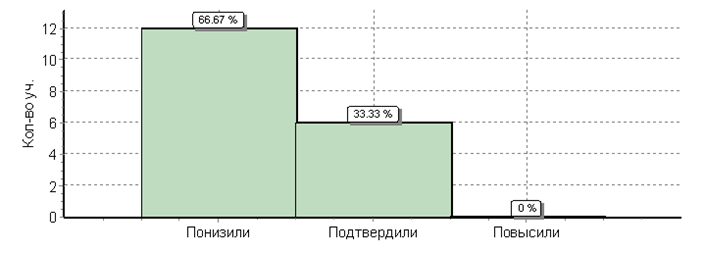 Кол-во уч.
12
10
8
6
4
2
0
66.67 %
33.33 %
0 %
Понизили
Подтвердили
Повысили